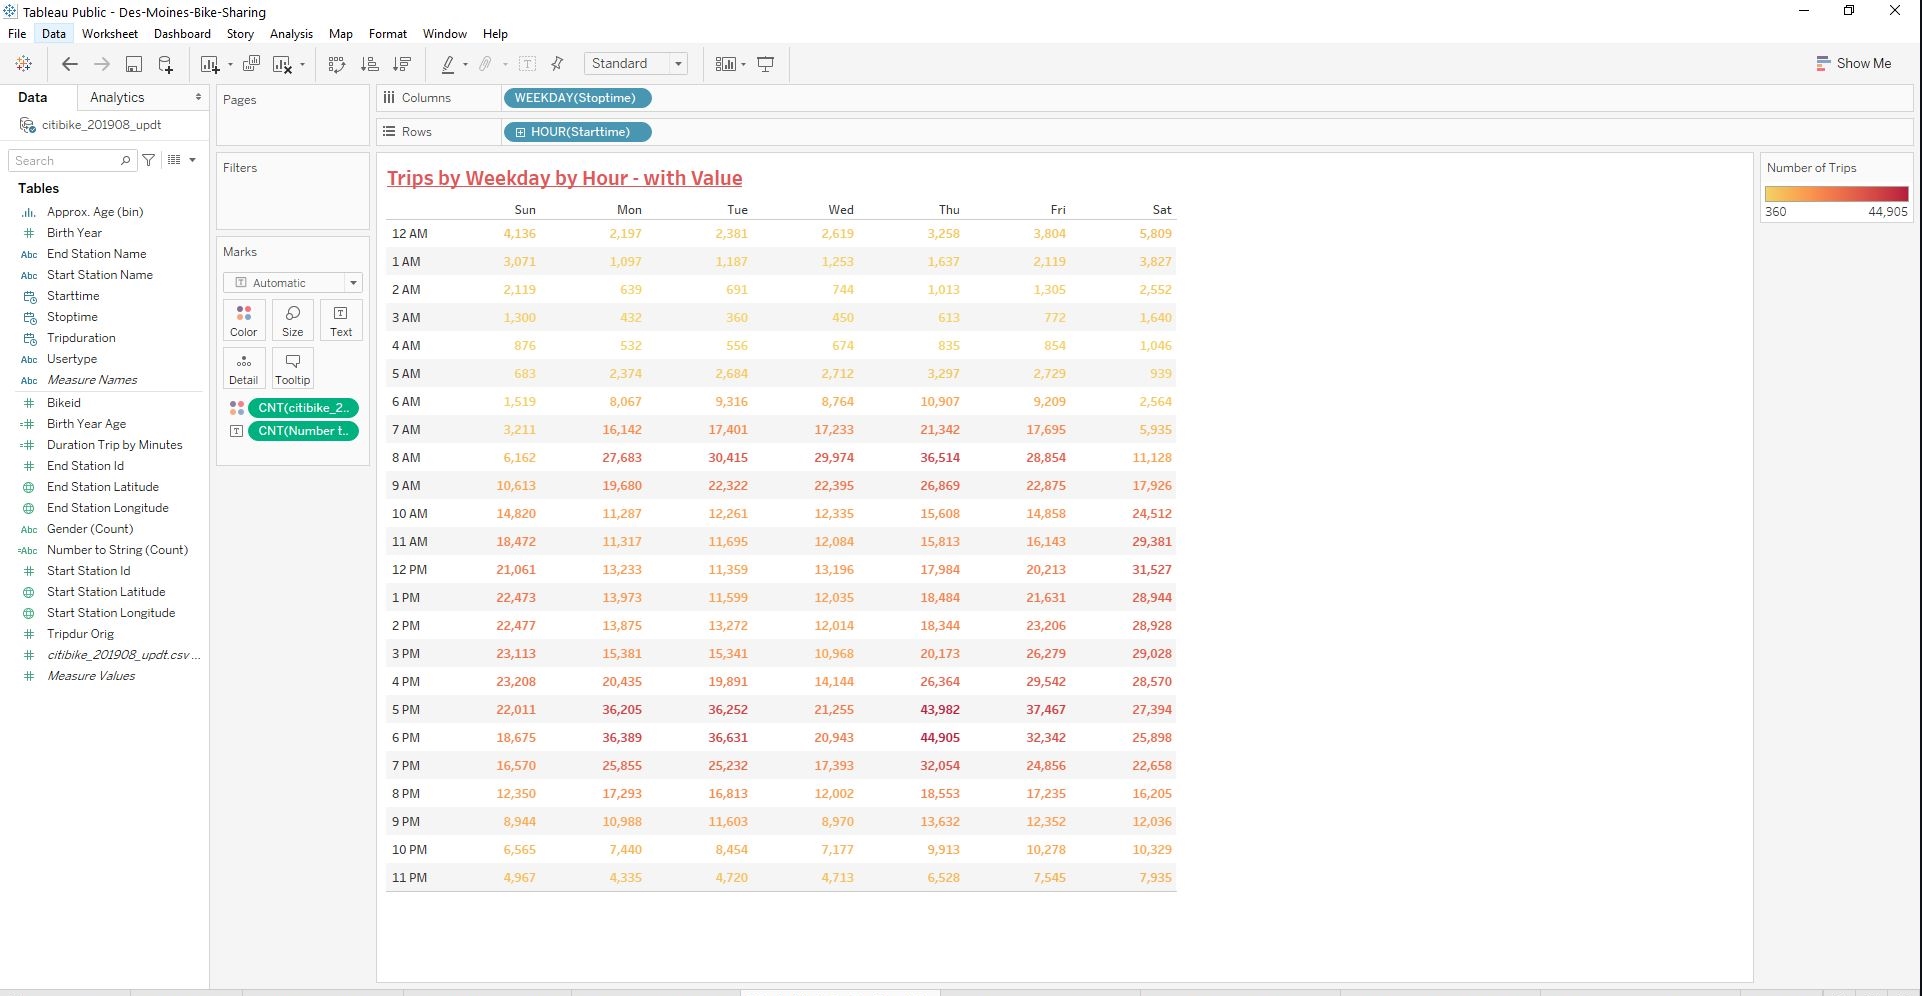 Tableau Public - Des-Moines-Bike-Sharing
File Data Worksheet Dashboard Story Analysis Map Format Window Help
Standard
Show Me
Data Analytics
citibike_201908_updt
Search
Tables
Approx. Age (bin)
Birth Year
Abc End Station Name
Abc Start Station Name
Starttime
Stoptime
Tripduration
Abc Usertype
Abc Measure Names
Bikeid
Birth Year Age
Duration Trip by Minutes
End Station Id
End Station Latitude
End Station Longitude
Abc Gender (Count)
=Abc Number to String (Count)
Start Station Id
Start Station Latitude
Start Station Longitude
Tripdur Orig
citibike_201908_updt.csv ...
Measure Values
Pages
Filters
Marks
Automatic
Color Size Text
Detail Tooltip
CNT(citibike_2..
CNT(Number t..
Columns WEEKDAY(Stoptime)
Rows HOUR(Starttime)
Trips by Weekday by Hour - with Value
Sun Mon Tue Wed Thu Fri Sat
12 AM 4,136 2,197 2,381 2,619 3,258 3,804 5,809
1 AM 3,071 1,097 1,187 1,253 1,637 2,119 3,827
2 AM 2,119 639 691 744 1,013 1,305 2,552
3 AM 1,300 432 360 450 613 772 1,640
4 AM 876 532 556 674 835 854 1,046
5 AM 683 2,374 2,684 2,712 3,297 2,729 939
6 AM 1,519 8,067 9,316 8,764 10,907 9,209 2,564
7 AM 3,211 16,142 17,401 17,233 21,342 17,695 5,935
8 AM 6,162 27,683 30,415 29,974 36,514 28,854 11,128
9 AM 10,613 19,680 22,322 22,395 26,869 22,875 17,926
10 AM 14,820 11,287 12,261 12,335 15,608 14,858 24,512
11 AM 18,472 11,317 11,695 12,084 15,813 16,143 29,381
12 PM 21,061 13,233 11,359 13,196 17,984 20,213 31,527
1 PM 22,473 13,973 11,599 12,035 18,484 21,631 28,944
2 PM 22,477 13,875 13,272 12,014 18,344 23,206 28,928
3 PM 23,113 15,381 15,341 10,968 20,173 26,279 29,028
4 PM 23,208 20,435 19,891 14,144 26,364 29,542 28,570
5 PM 22,011 36,205 36,252 21,255 43,982 37,467 27,394
6 PM 18,675 36,389 36,631 20,943 44,905 32,342 25,898
7 PM 16,570 25,855 25,232 17,393 32,054 24,856 22,658
8 PM 12,350 17,293 16,813 12,002 18,553 17,235 16,205
9 PM 8,944 10,988 11,603 8,970 13,632 12,352 12,036
10 PM 6,565 7,440 8,454 7,177 9,913 10,278 10,329
11 PM 4,967 4,335 4,720 4,713 6,528 7,545 7,935
Number of Trips
360 44,905